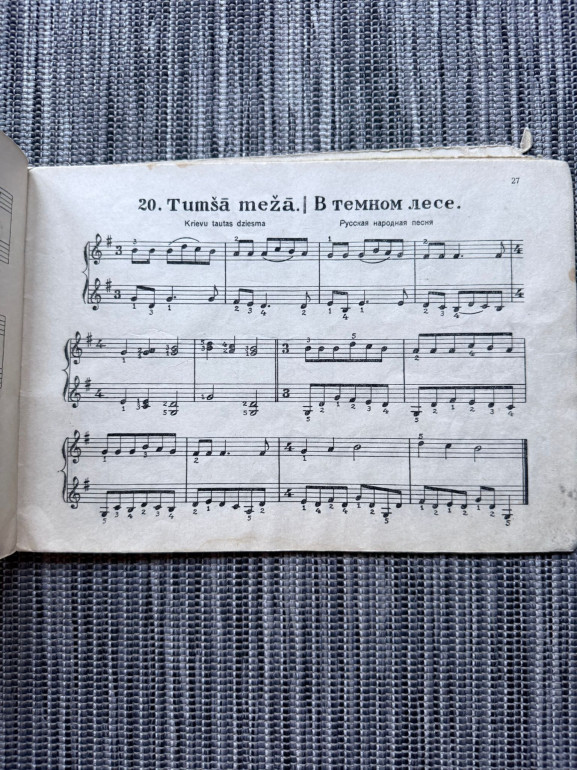 27
20. Tumšā mežā. | В темном лесе.
Krievu tautas dziesma Русская народная песня